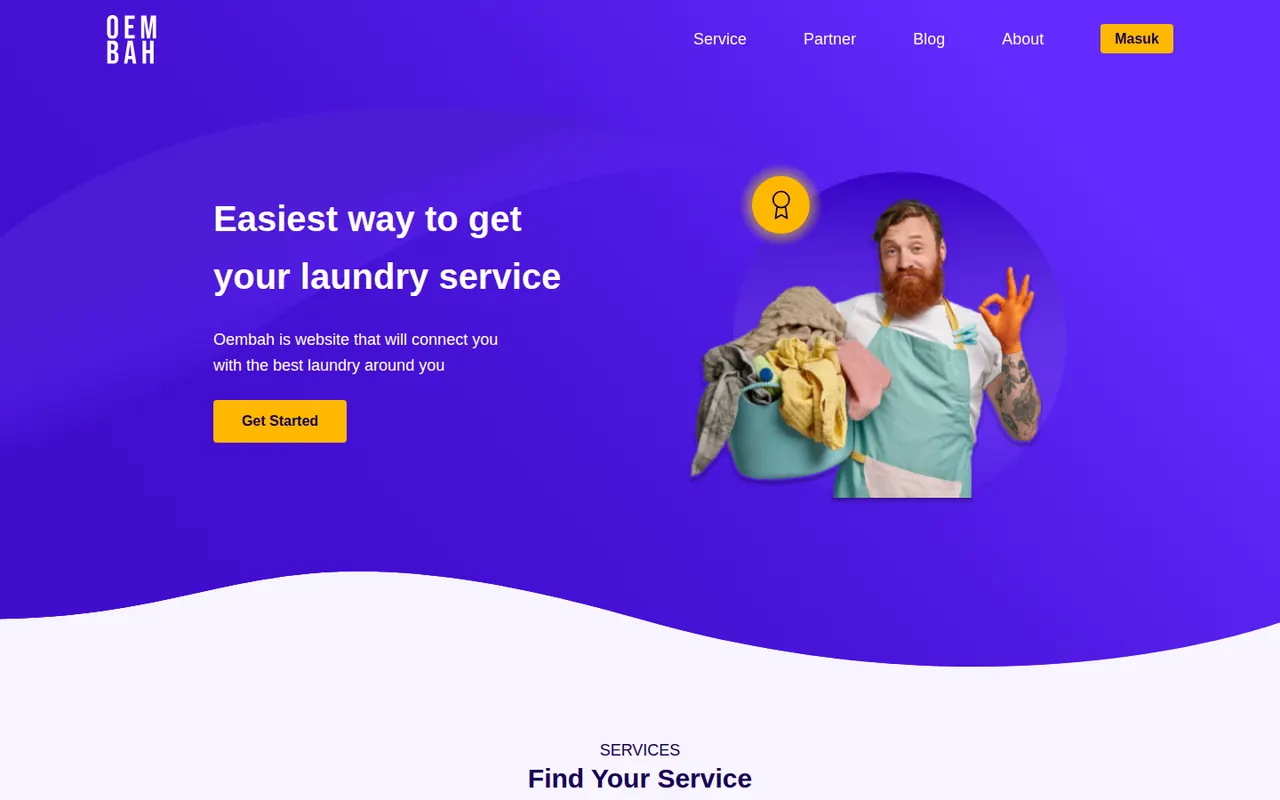 OEM
BAH
Service
Partner
Blog
About
Masuk
Easiest way to get
your laundry service
Oembah is website that will connect you
with the best laundry around you
Get Started
SERVICES
Find Your Service